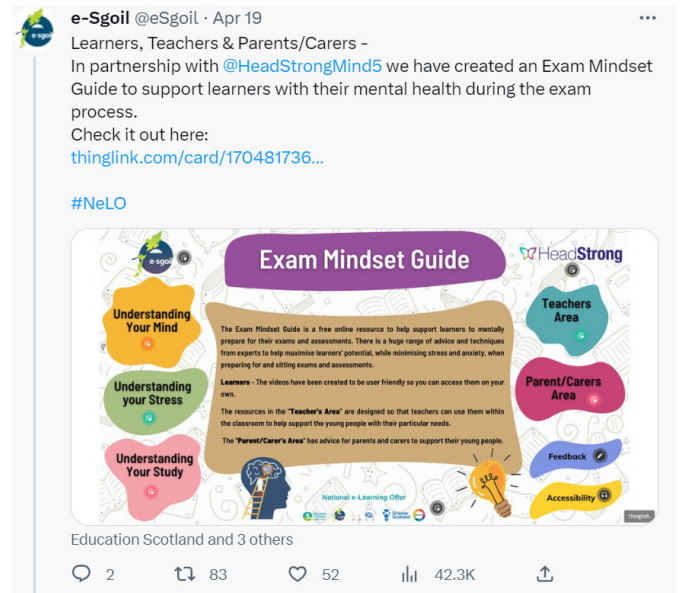 e-Sgoil @eSgoil · Apr 19
Learners, Teachers & Parents/Carers -
In partnership with @HeadStrongMind5 we have created an Exam Mindset
Guide to support learners with their mental health during the exam
process.
Check it out here:
thinglink.com/card/170481736...
#NeLO
e-sgoil
Exam Mindset Guide
HeadStrong
Understanding
Your Mind
Understanding
your Stress
Understanding
Your Study
The Exam Mindset Guide is a free online resource to help support learners to mentally
prepare for their exams and assessments. There is a huge range of advice and techniques
from experts to help maximise learners' potential, while minimising stress and anxiety, when
preparing for and sitting exams and assessments.
Learners - The videos have been created to be user friendly so you can access them on your
own.
The resources in the "Teacher's Area" are designed so that teachers can use them within
the classroom to help support the young people with their particular needs.
The "Parent/Carer's Area" has advice for parents and carers to support their young people.
Teachers
Area
Parent/Carers
Area
Feedback
Accessibility
National e-Learning Offer
thinglink.
Education Scotland and 3 others
2 83 52 42.3K